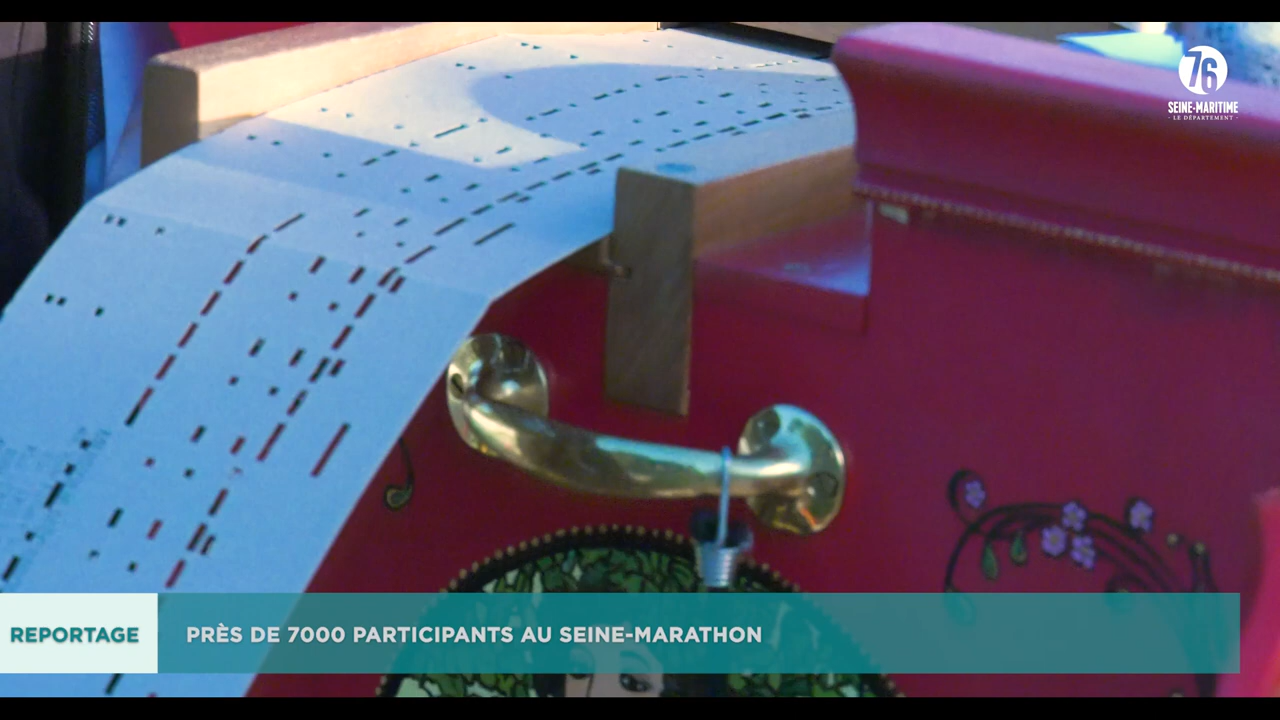 76
SEINE-MARITIME
- LE DÉPARTEMENT -
REPORTAGE
PRÈS DE 7000 PARTICIPANTS AU SEINE-MARATHON